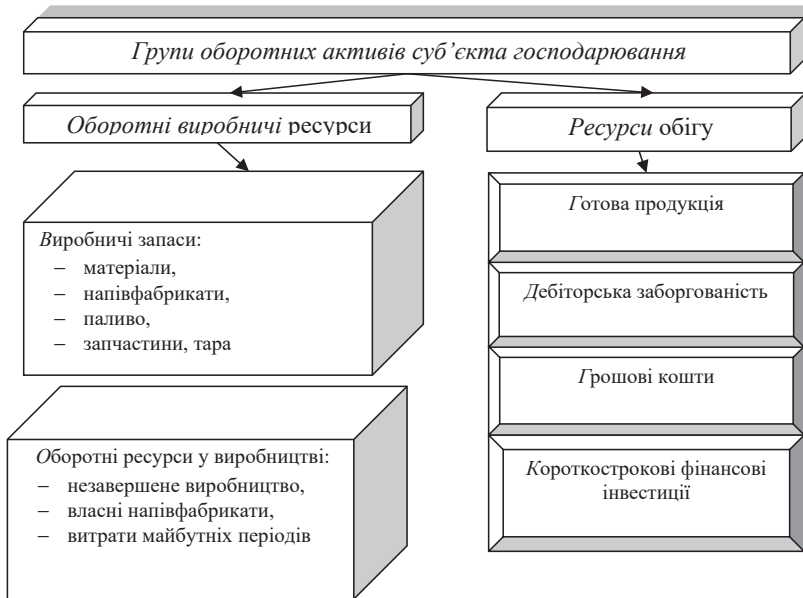 Групи оборотних активів суб’єкта господарювання
Оборотні виробничі ресурси
Виробничі запаси:
– матеріали,
– напівфабрикати,
– паливо,
– запчастини, тара
Оборотні ресурси у виробництві:
– незавершене виробництво,
– власні напівфабрикати,
– витрати майбутніх періодів
Ресурси обігу
Готова продукція
Дебіторська заборгованість
Грошові кошти
Короткострокові фінансові
інвестиції